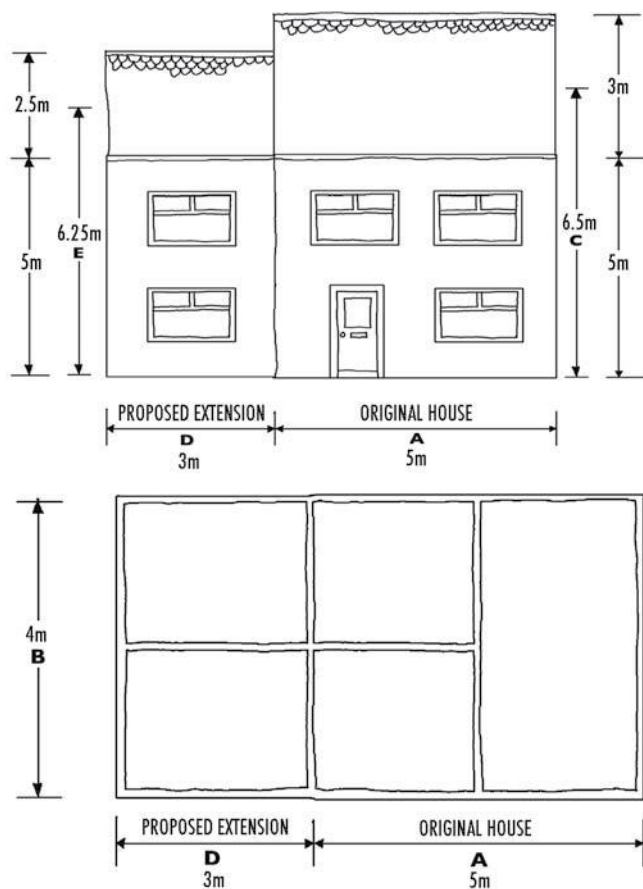 2.5m
3m
6.25m
E
6.5m
C
5m
5m
PROPOSED EXTENSION
D
3m
ORIGINAL HOUSE
A
5m
4m
B
PROPOSED EXTENSION
D
3m
ORIGINAL HOUSE
A
5m